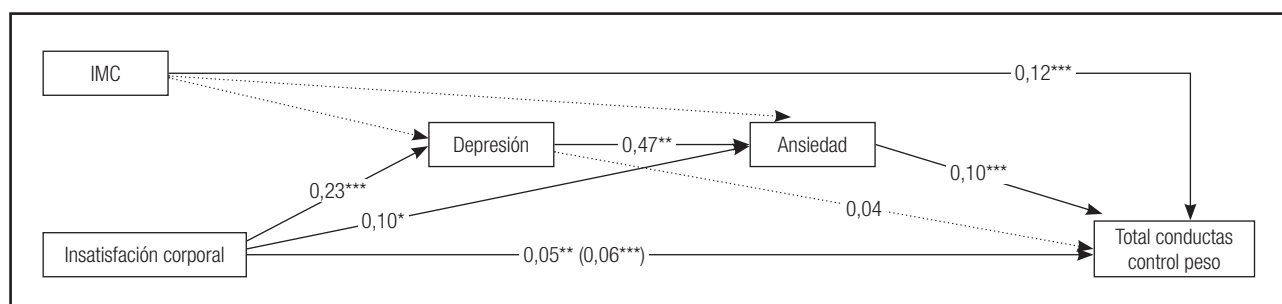 IMC
0,12***
Depresión
0,47**
Ansiedad
0,23***
0,10***
0,10*
0,04
Insatisfación corporal
0,05** (0,06***)
Total conductas
control peso